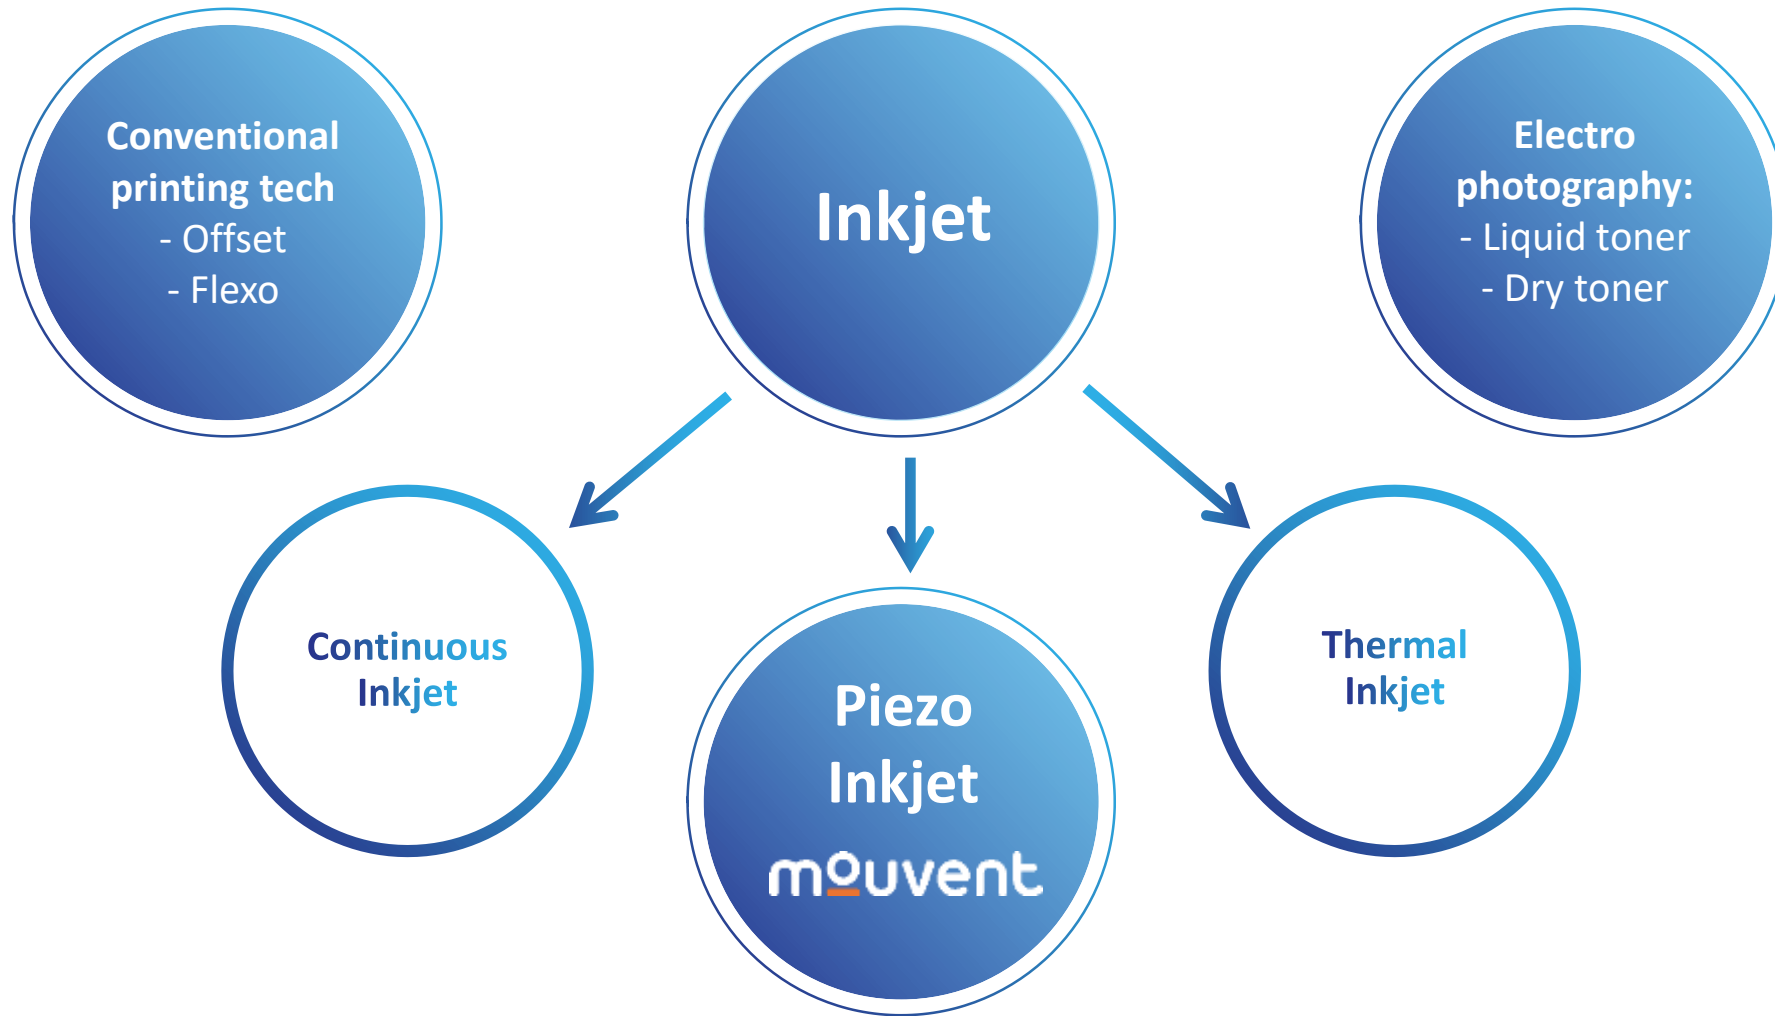 Conventional
printing tech
- Offset
- Flexo
Inkjet
Electro
photography:
- Liquid toner
- Dry toner
Continuous
Inkjet
Piezo
Inkjet
mouvent
Thermal
Inkjet